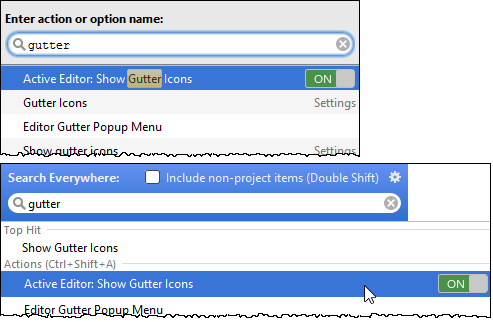 Enter action or option name:
gutter
Active Editor: Show Gutter Icons ON
Gutter Icons Settings
Editor Gutter Popup Menu
Show gutter icons Settings
Search Everywhere: Include non-project items (Double Shift)
gutter
Top Hit
Show Gutter Icons
Actions (Ctrl+Shift+A)
Active Editor: Show Gutter Icons ON
Editor Gutter Popup Menu